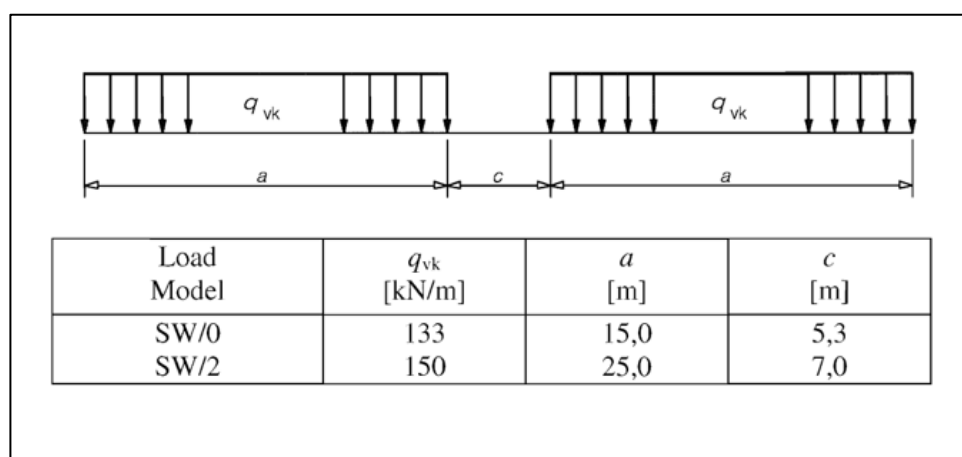 q vk q vk
a c a
Load qvk a c
Model [kN/m] [m] [m]
SW/0 133 15,0 5,3
SW/2 150 25,0 7,0